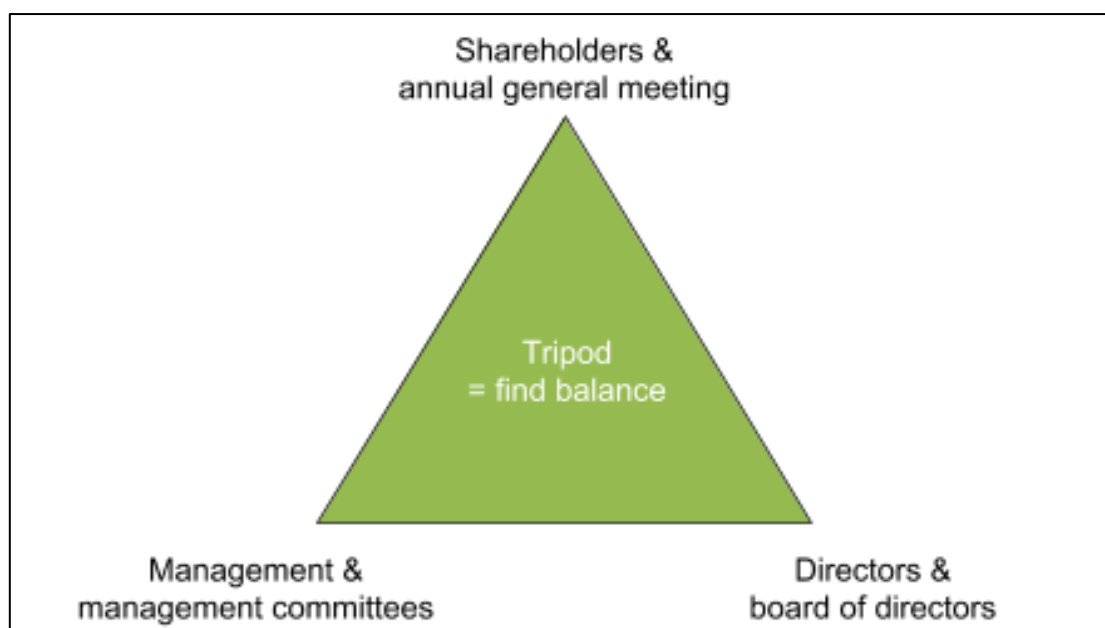 Shareholders &
annual general meeting
Tripod
= find balance
Management &
management committees
Directors &
board of directors